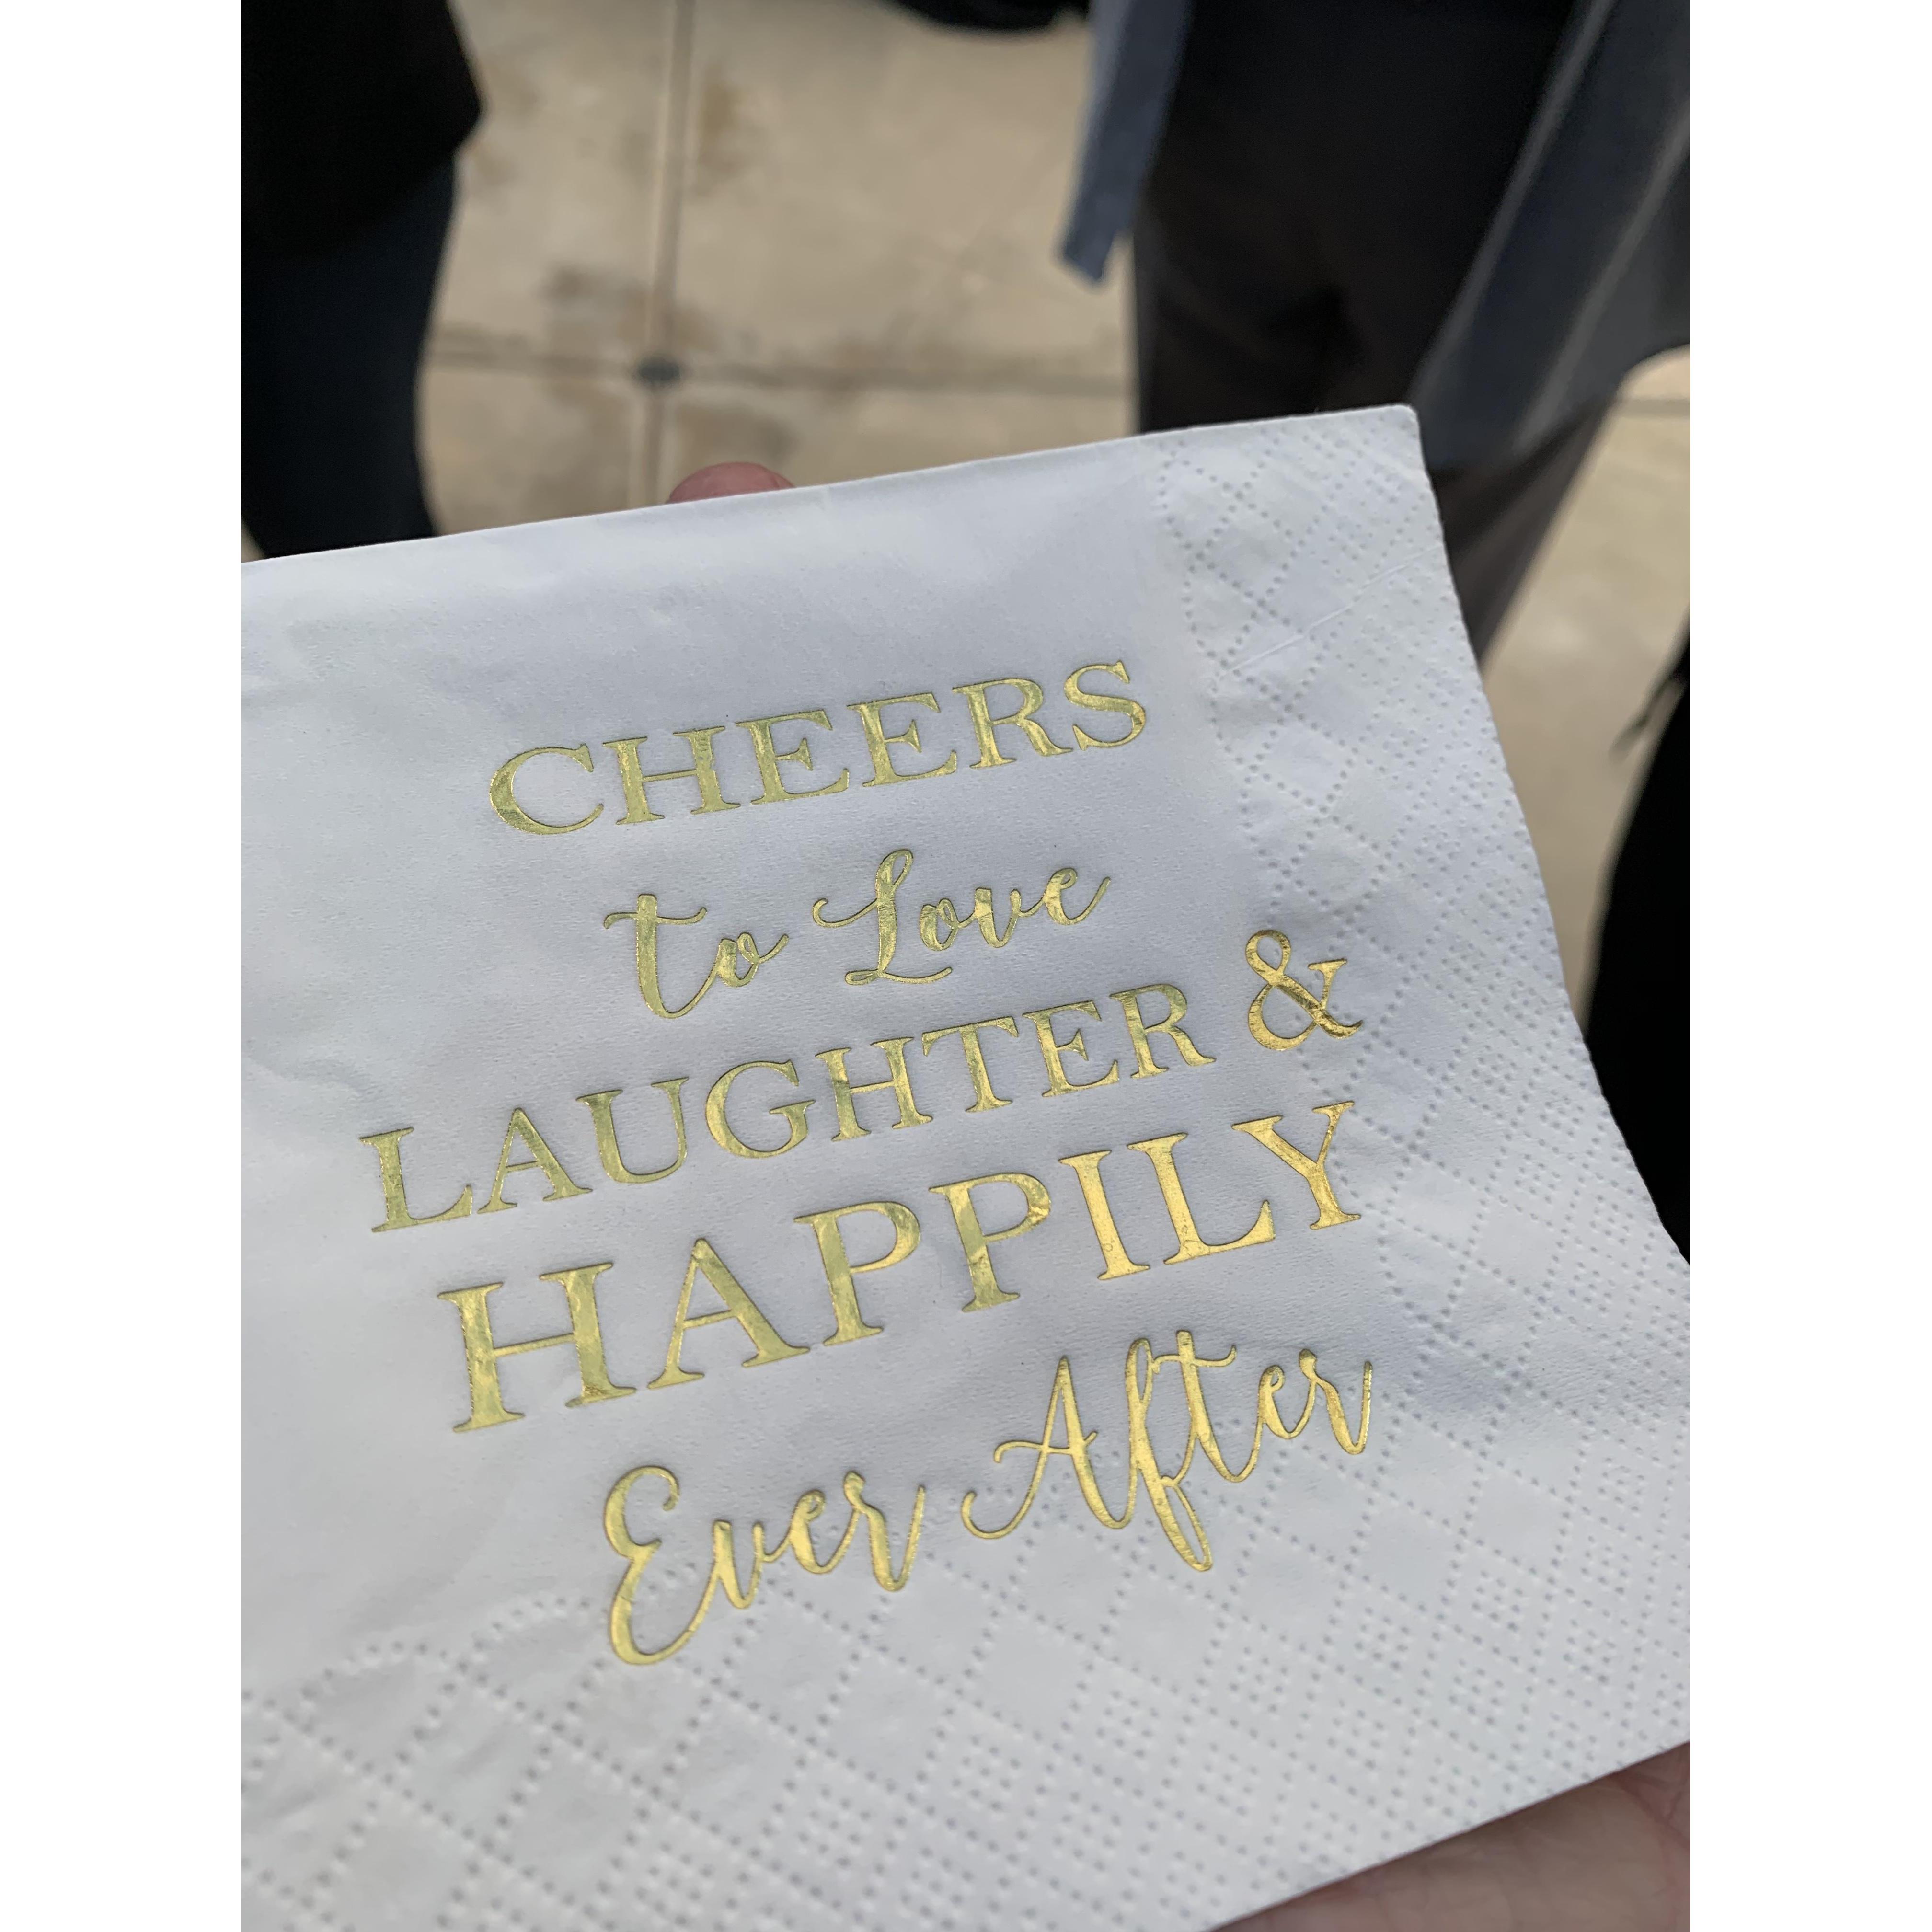 CHEERS
to Love
LAUGHTER &
HAPPILY
Ever After